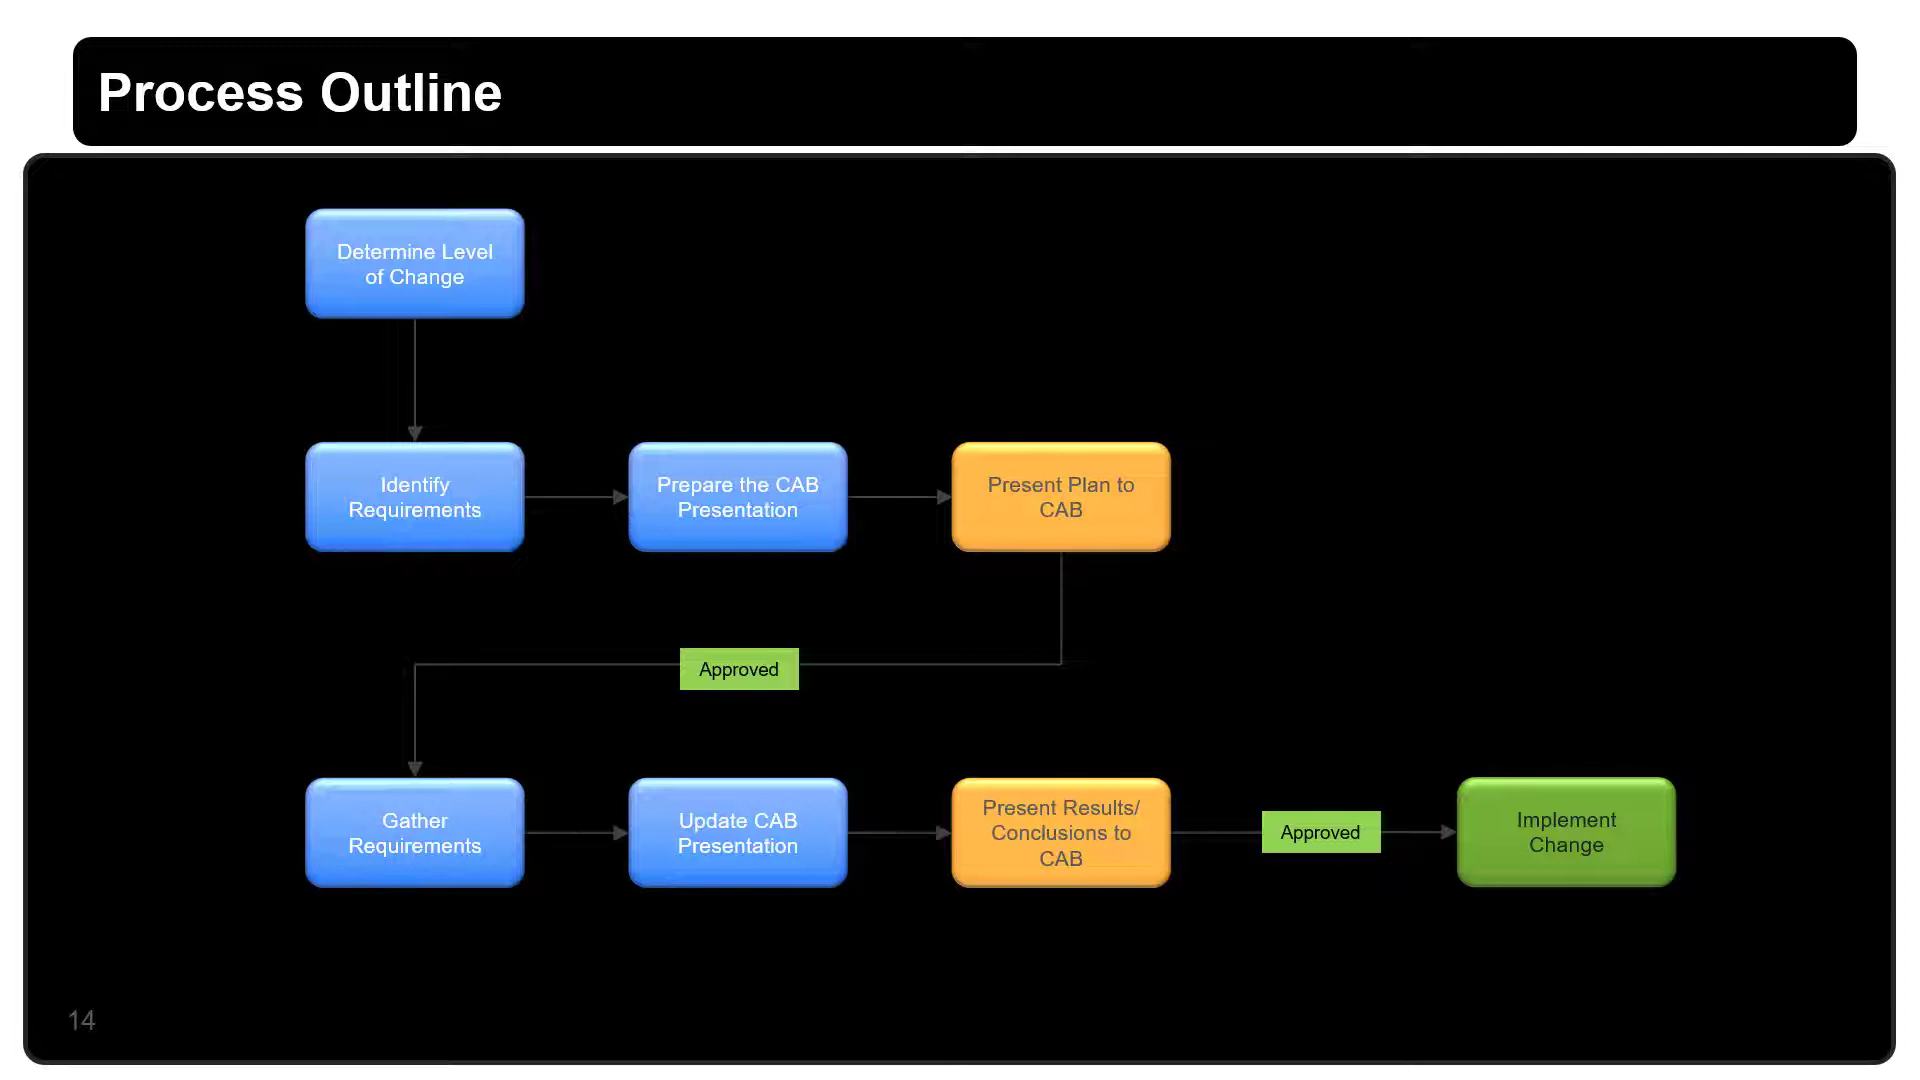 Process Outline
Determine Level
of Change
Identify
Requirements
Prepare the CAB
Presentation
Present Plan to
CAB
Approved
Gather
Requirements
Update CAB
Presentation
Present Results/
Conclusions to
CAB
Approved
Implement
Change
14